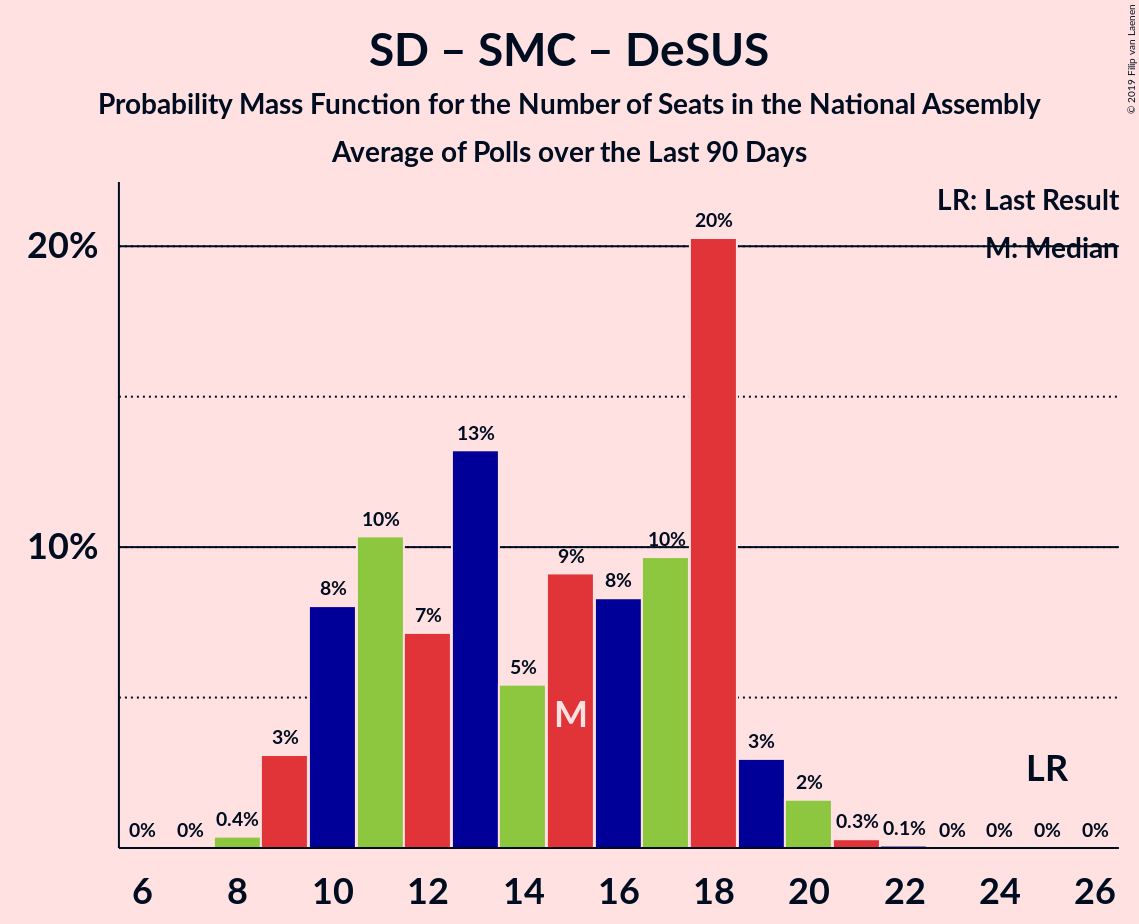 © 2019 Filip van Laenen
SD – SMC – DeSUS
Probability Mass Function for the Number of Seats in the National Assembly
Average of Polls over the Last 90 Days
LR: Last Result
M: Median
20%
10%
0% 0% 0.4% 3% 8% 10% 7% 13% 5% 9% 8% 10% 20% 3% 2% 0.3% 0.1% 0% 0% 0% 0%
M
LR
6 8 10 12 14 16 18 20 22 24 26